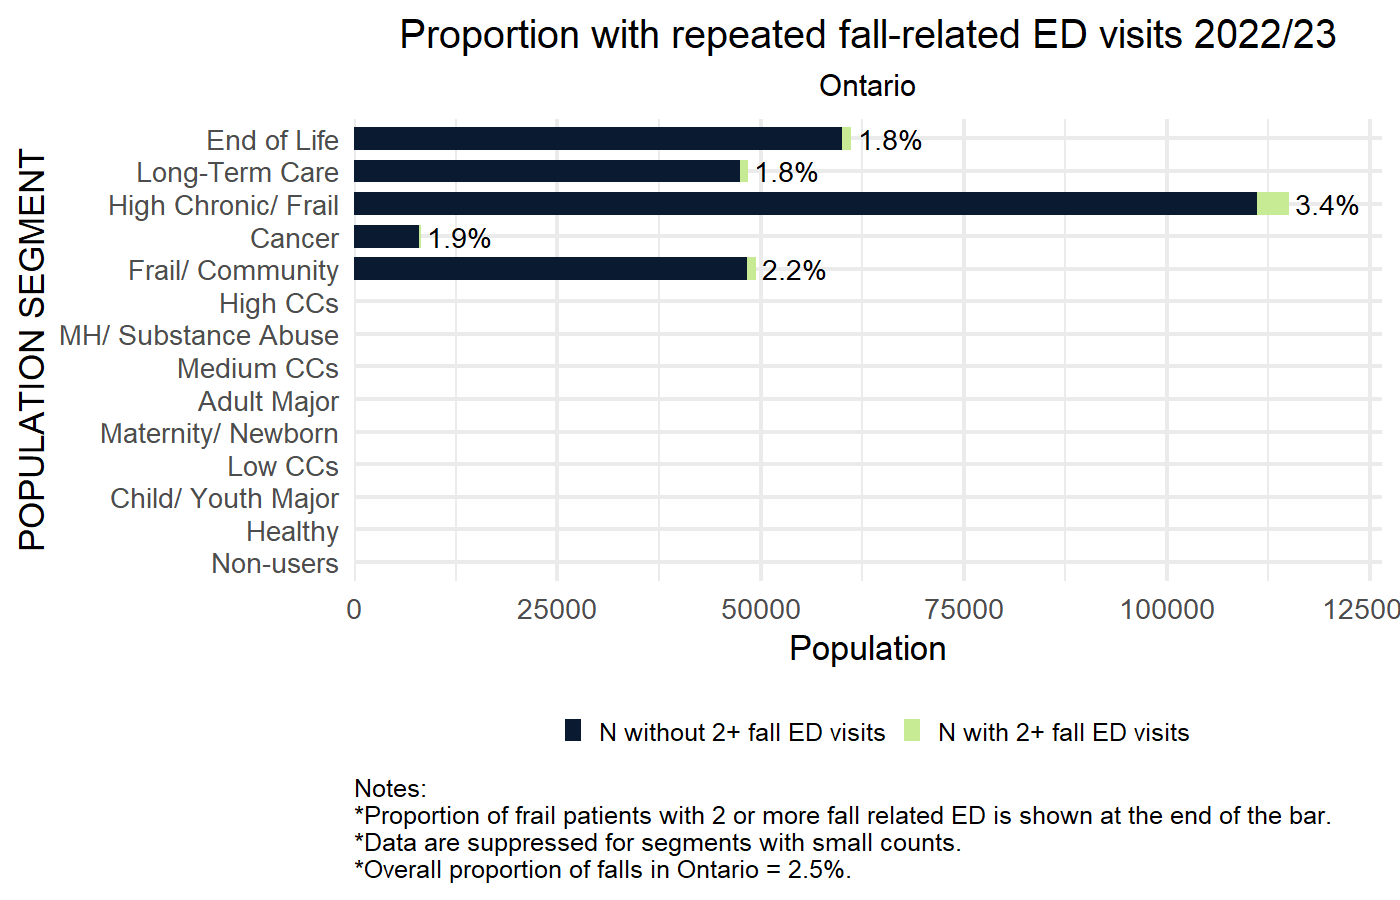 Proportion with repeated fall-related ED visits 2022/23
Ontario
POPULATION SEGMENT
End of Life 1.8%
Long-Term Care 1.8%
High Chronic/ Frail 3.4%
Cancer 1.9%
Frail/ Community 2.2%
High CCs
MH/ Substance Abuse
Medium CCs
Adult Major
Maternity/ Newborn
Low CCs
Child/ Youth Major
Healthy
Non-users
0 25000 50000 75000 100000 12500
Population
N without 2+ fall ED visits N with 2+ fall ED visits
Notes:
*Proportion of frail patients with 2 or more fall related ED is shown at the end of the bar.
*Data are suppressed for segments with small counts.
*Overall proportion of falls in Ontario = 2.5%.